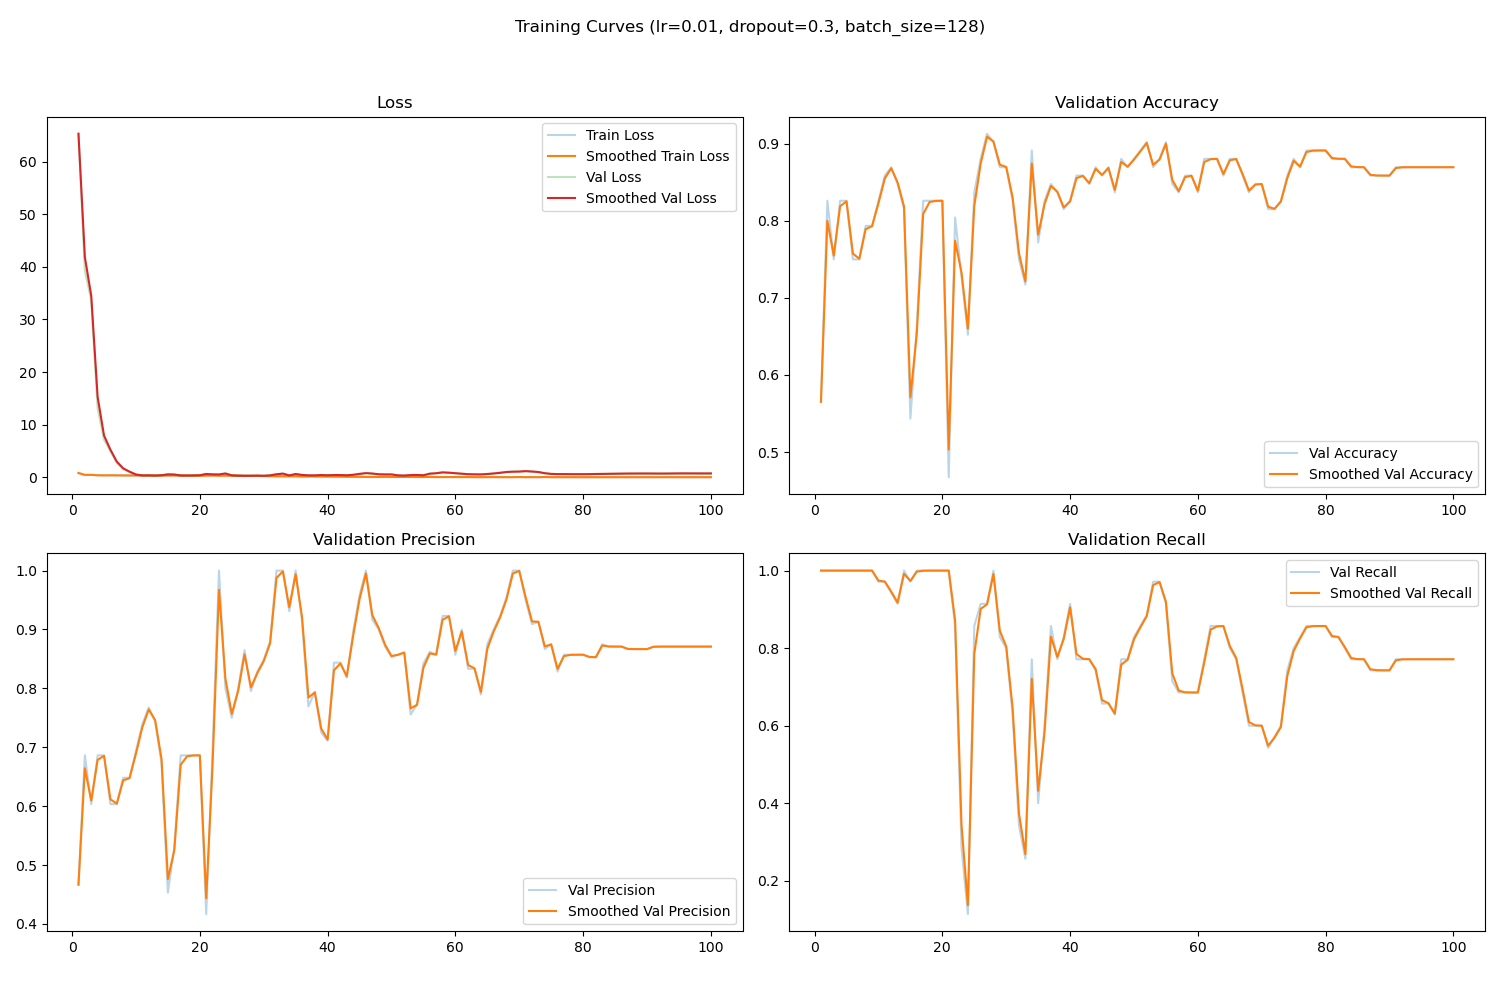 Training Curves (lr=0.01, dropout=0.3, batch_size=128)
Loss
Train Loss
Smoothed Train Loss
Val Loss
Smoothed Val Loss
60
50
40
30
20
10
0
0 20 40 60 80 100
Validation Accuracy
0.9
0.8
0.7
0.6
0.5
Val Accuracy
Smoothed Val Accuracy
0 20 40 60 80 100
Validation Precision
1.0
0.9
0.8
0.7
0.6
0.5
0.4
Val Precision
Smoothed Val Precision
0 20 40 60 80 100
Validation Recall
Val Recall
Smoothed Val Recall
1.0
0.8
0.6
0.4
0.2
0 20 40 60 80 100